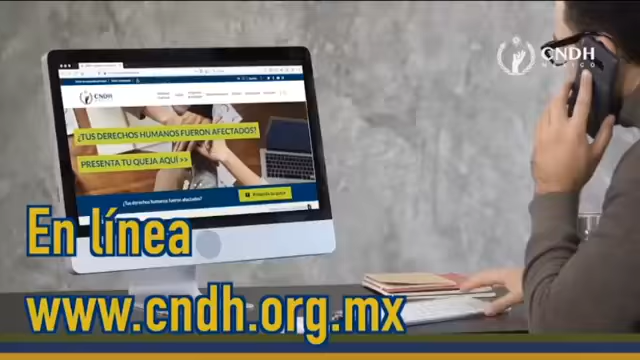 CNDH
MÉXICO
CNDH
¿TUS DERECHOS HUMANOS FUERON AFECTADOS?
PRESENTA TU QUEJA AQUÍ >>
¿Tus derechos humanos fueron afectados?
En línea
www.cndh.org.mx